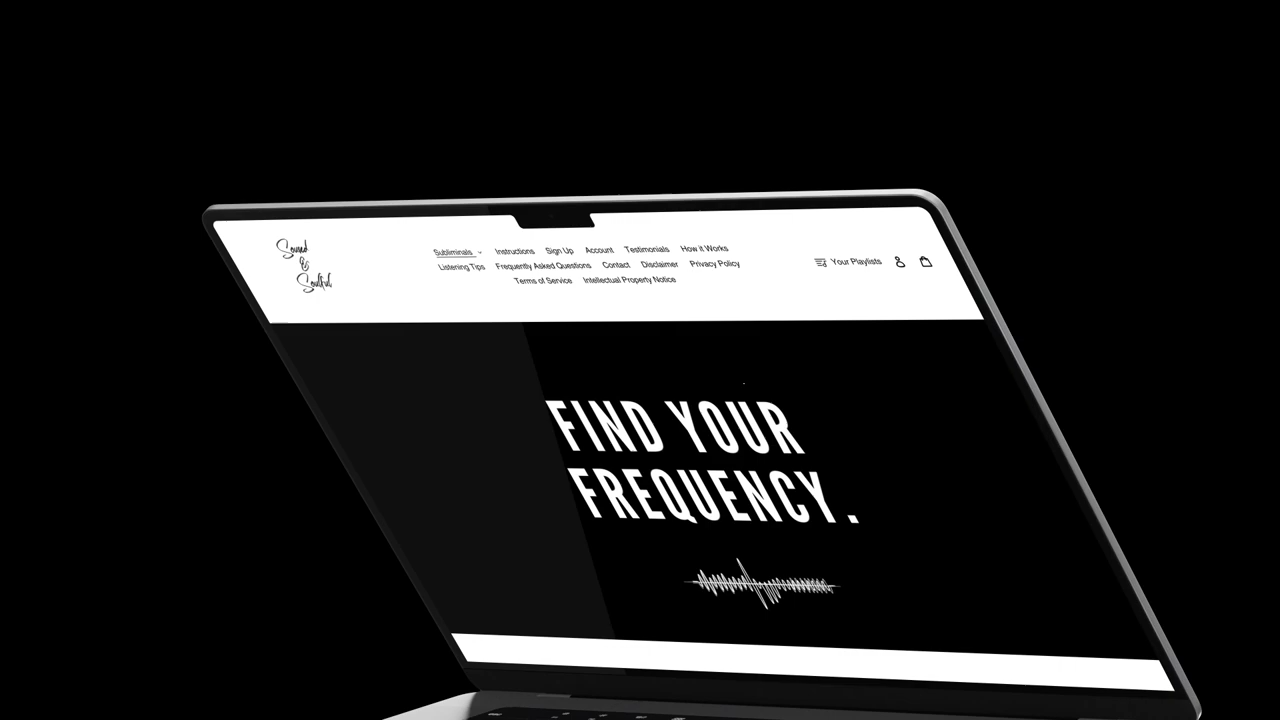 Sound
&
Soulful
Subliminals Instructions Sign Up Account Testimonials How it Works
Listening Tips Frequently Asked Questions Contact Disclaimer Privacy Policy
Terms of Service Intellectual Property Notice
Your Playlists
FIND YOUR
FREQUENCY.